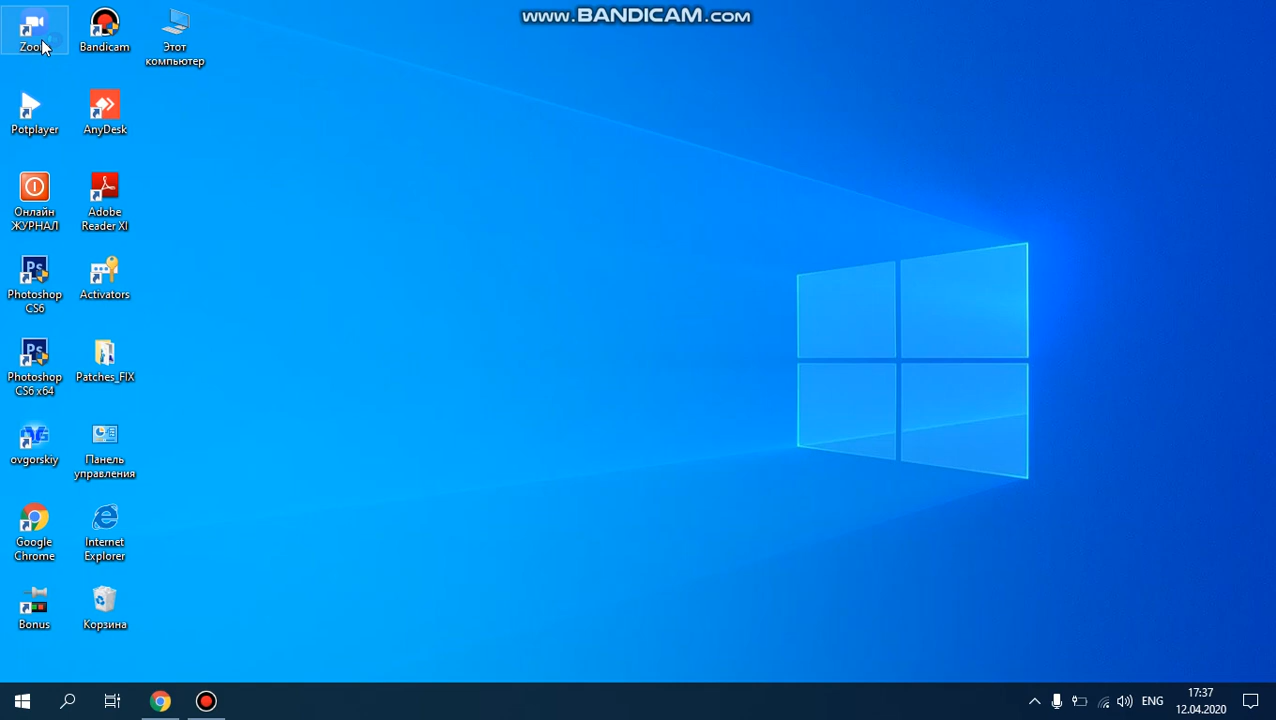 www.BANDICAM.com
Zoom
Bandicam
Этот
компьютер
Potplayer
AnyDesk
Онлайн
ЖУРНАЛ
Adobe
Reader XI
Photoshop
CS6
Activators
Photoshop
CS6 x64
Patches_FIX
ovgorskiy
Панель
управления
Google
Chrome
Internet
Explorer
Bonus
Корзина
ENG
17:37
12.04.2020